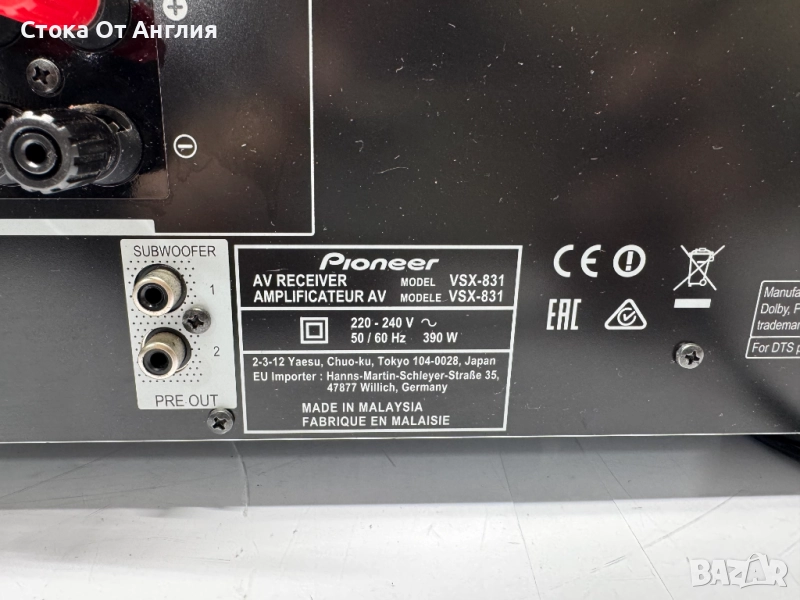 Стока От Англия
SUBWOOFER
1
2
PRE OUT
Pioneer
AV RECEIVER MODEL VSX-831
AMPLIFICATEUR AV MODELE VSX-831
220 - 240 V ~
50 / 60 Hz 390 W
2-3-12 Yaesu, Chuo-ku, Tokyo 104-0028, Japan
EU Importer : Hanns-Martin-Schleyer-Straße 35,
47877 Willich, Germany
MADE IN MALAYSIA
FABRIQUE EN MALAISIE
CE
EAC
Manufa
Dolby, P
trademar
For DTS p
BAZAR